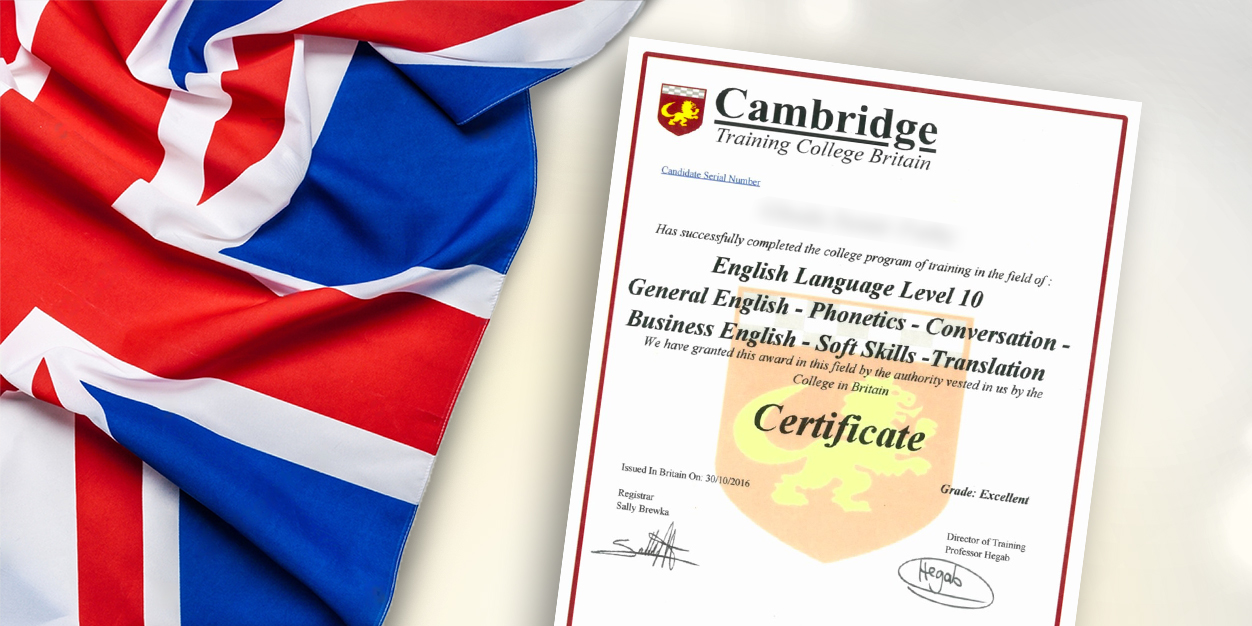 Cambridge
Training College Britain
Candidate Serial Number
Has successfully completed the college program of training in the field of :
English Language Level 10
General English - Phonetics - Conversation -
Business English - Soft Skills -Translation
We have granted this award in this field by the authority vested in us by the
College in Britain
Certificate
Issued In Britain On: 30/10/2016
Grade: Excellent
Registrar
Sally Brewka
Director of Training
Professor Hegab
Hegab